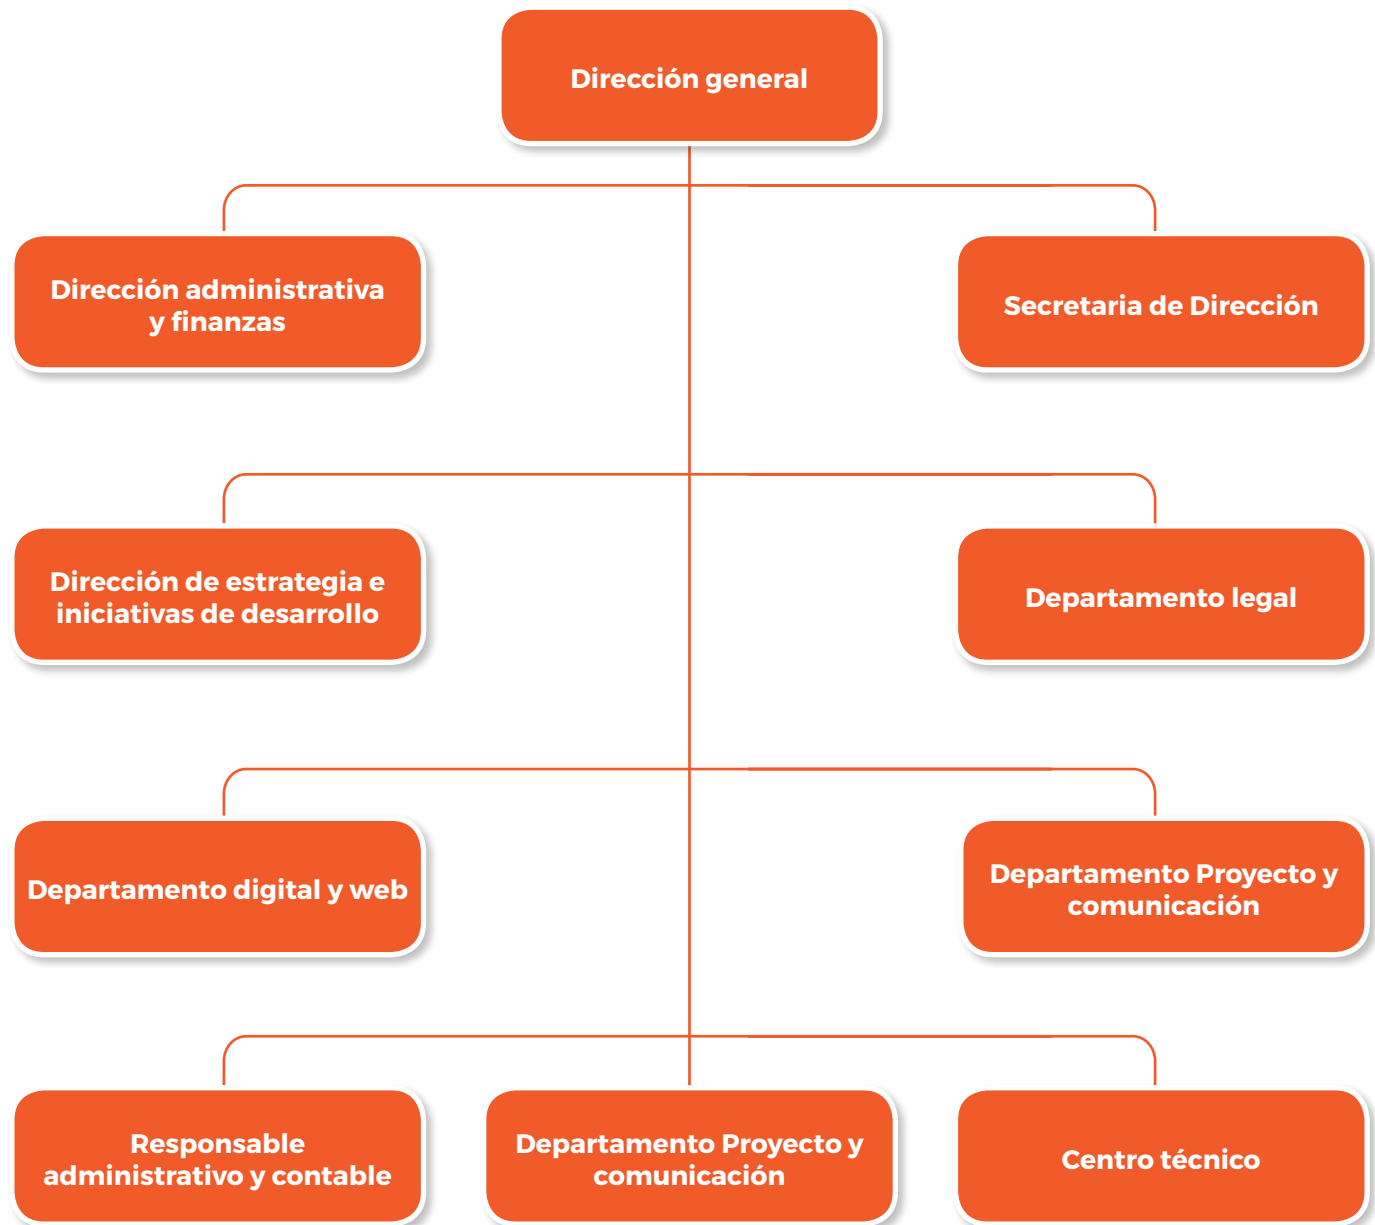 Dirección general
Dirección administrativa
y finanzas
Secretaria de Dirección
Dirección de estrategia e
iniciativas de desarrollo
Departamento legal
Departamento digital y web
Departamento Proyecto y
comunicación
Responsable
administrativo y contable
Departamento Proyecto y
comunicación
Centro técnico